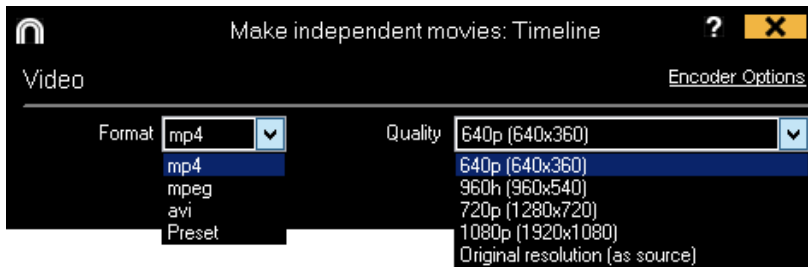 Make independent movies: Timeline ? X
Video Encoder Options
Format mp4 Quality 640p (640x360)
mp4 640p (640x360)
mpeg 960h (960x540)
avi 720p (1280x720)
Preset 1080p (1920x1080)
Original resolution (as source)